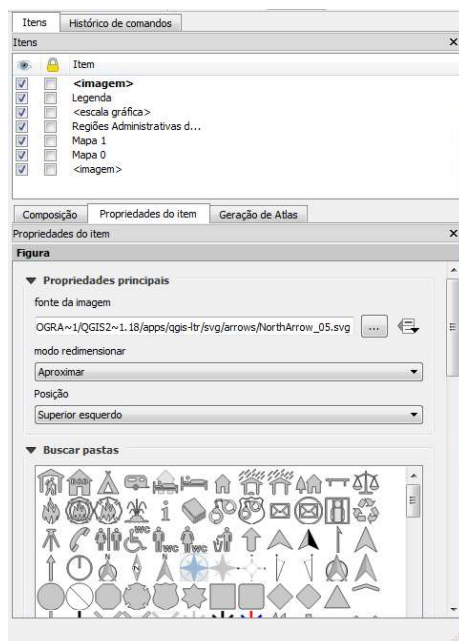 Itens
Histórico de comandos
Itens
Item
<imagem>
Legenda
<escala gráfica>
Regiões Administrativas d...
Mapa 1
Mapa 0
<imagem>
Composição
Propriedades do item
Geração de Atlas
Propriedades do item
Figura
Propriedades principais
fonte da imagem
OGRA~1/QGIS2~1.18/apps/qgis-ltr/svg/arrows/NorthArrow_05.svg
...
modo redimensionar
Aproximar
Posição
Superior esquerdo
Buscar pastas